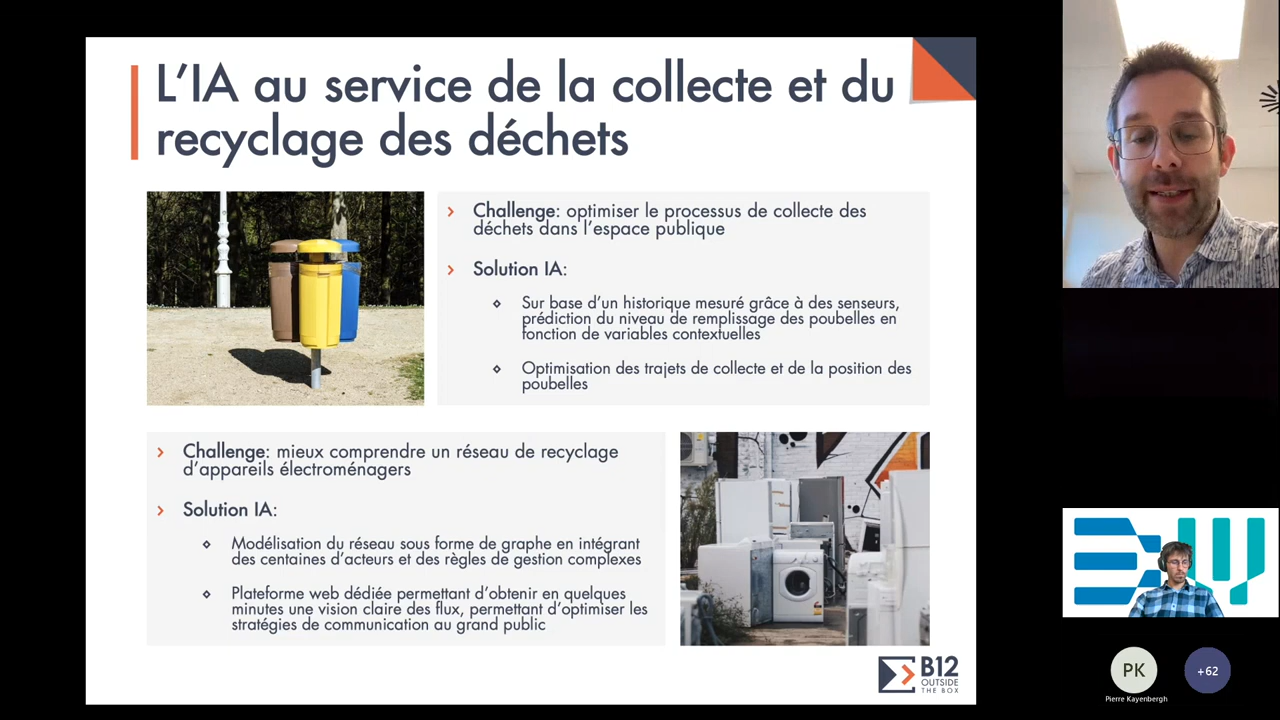 L'IA au service de la collecte et du
recyclage des déchets
Challenge: optimiser le processus de collecte des
déchets dans l'espace publique
Solution IA:
Sur base d'un historique mesuré grâce à des senseurs,
prédiction du niveau de remplissage des poubelles en
fonction de variables contextuelles
Optimisation des trajets de collecte et de la position des
poubelles
Challenge: mieux comprendre un réseau de recyclage
d'appareils électroménagers
Solution IA:
Modélisation du réseau sous forme de graphe en intégrant
des centaines d'acteurs et des règles de gestion complexes
Plateforme web dédiée permettant d'obtenir en quelques
minutes une vision claire des flux, permettant d'optimiser les
stratégies de communication au grand public
B12
OUTSIDE
THE BOX
PK
+62
Pierre Kayenbergh